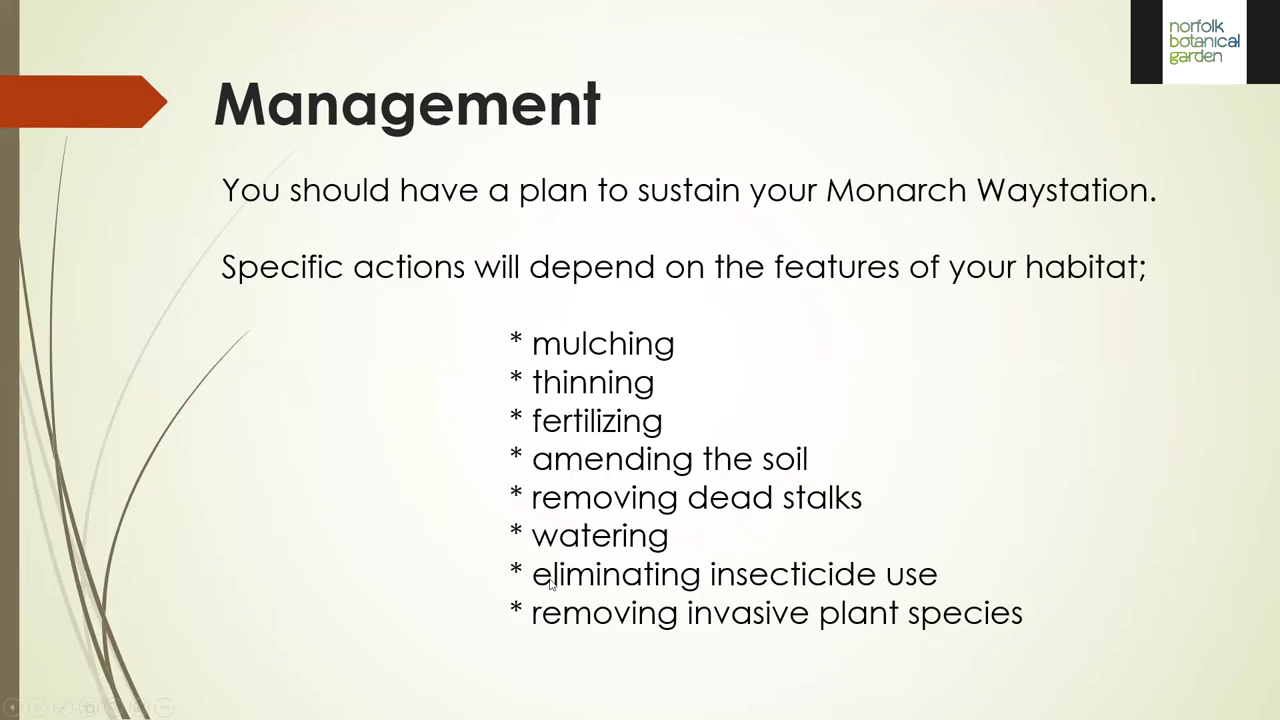 norfolk
botanical
garden
Management
You should have a plan to sustain your Monarch Waystation.
Specific actions will depend on the features of your habitat;
* mulching
* thinning
* fertilizing
* amending the soil
* removing dead stalks
* watering
* eliminating insecticide use
* removing invasive plant species